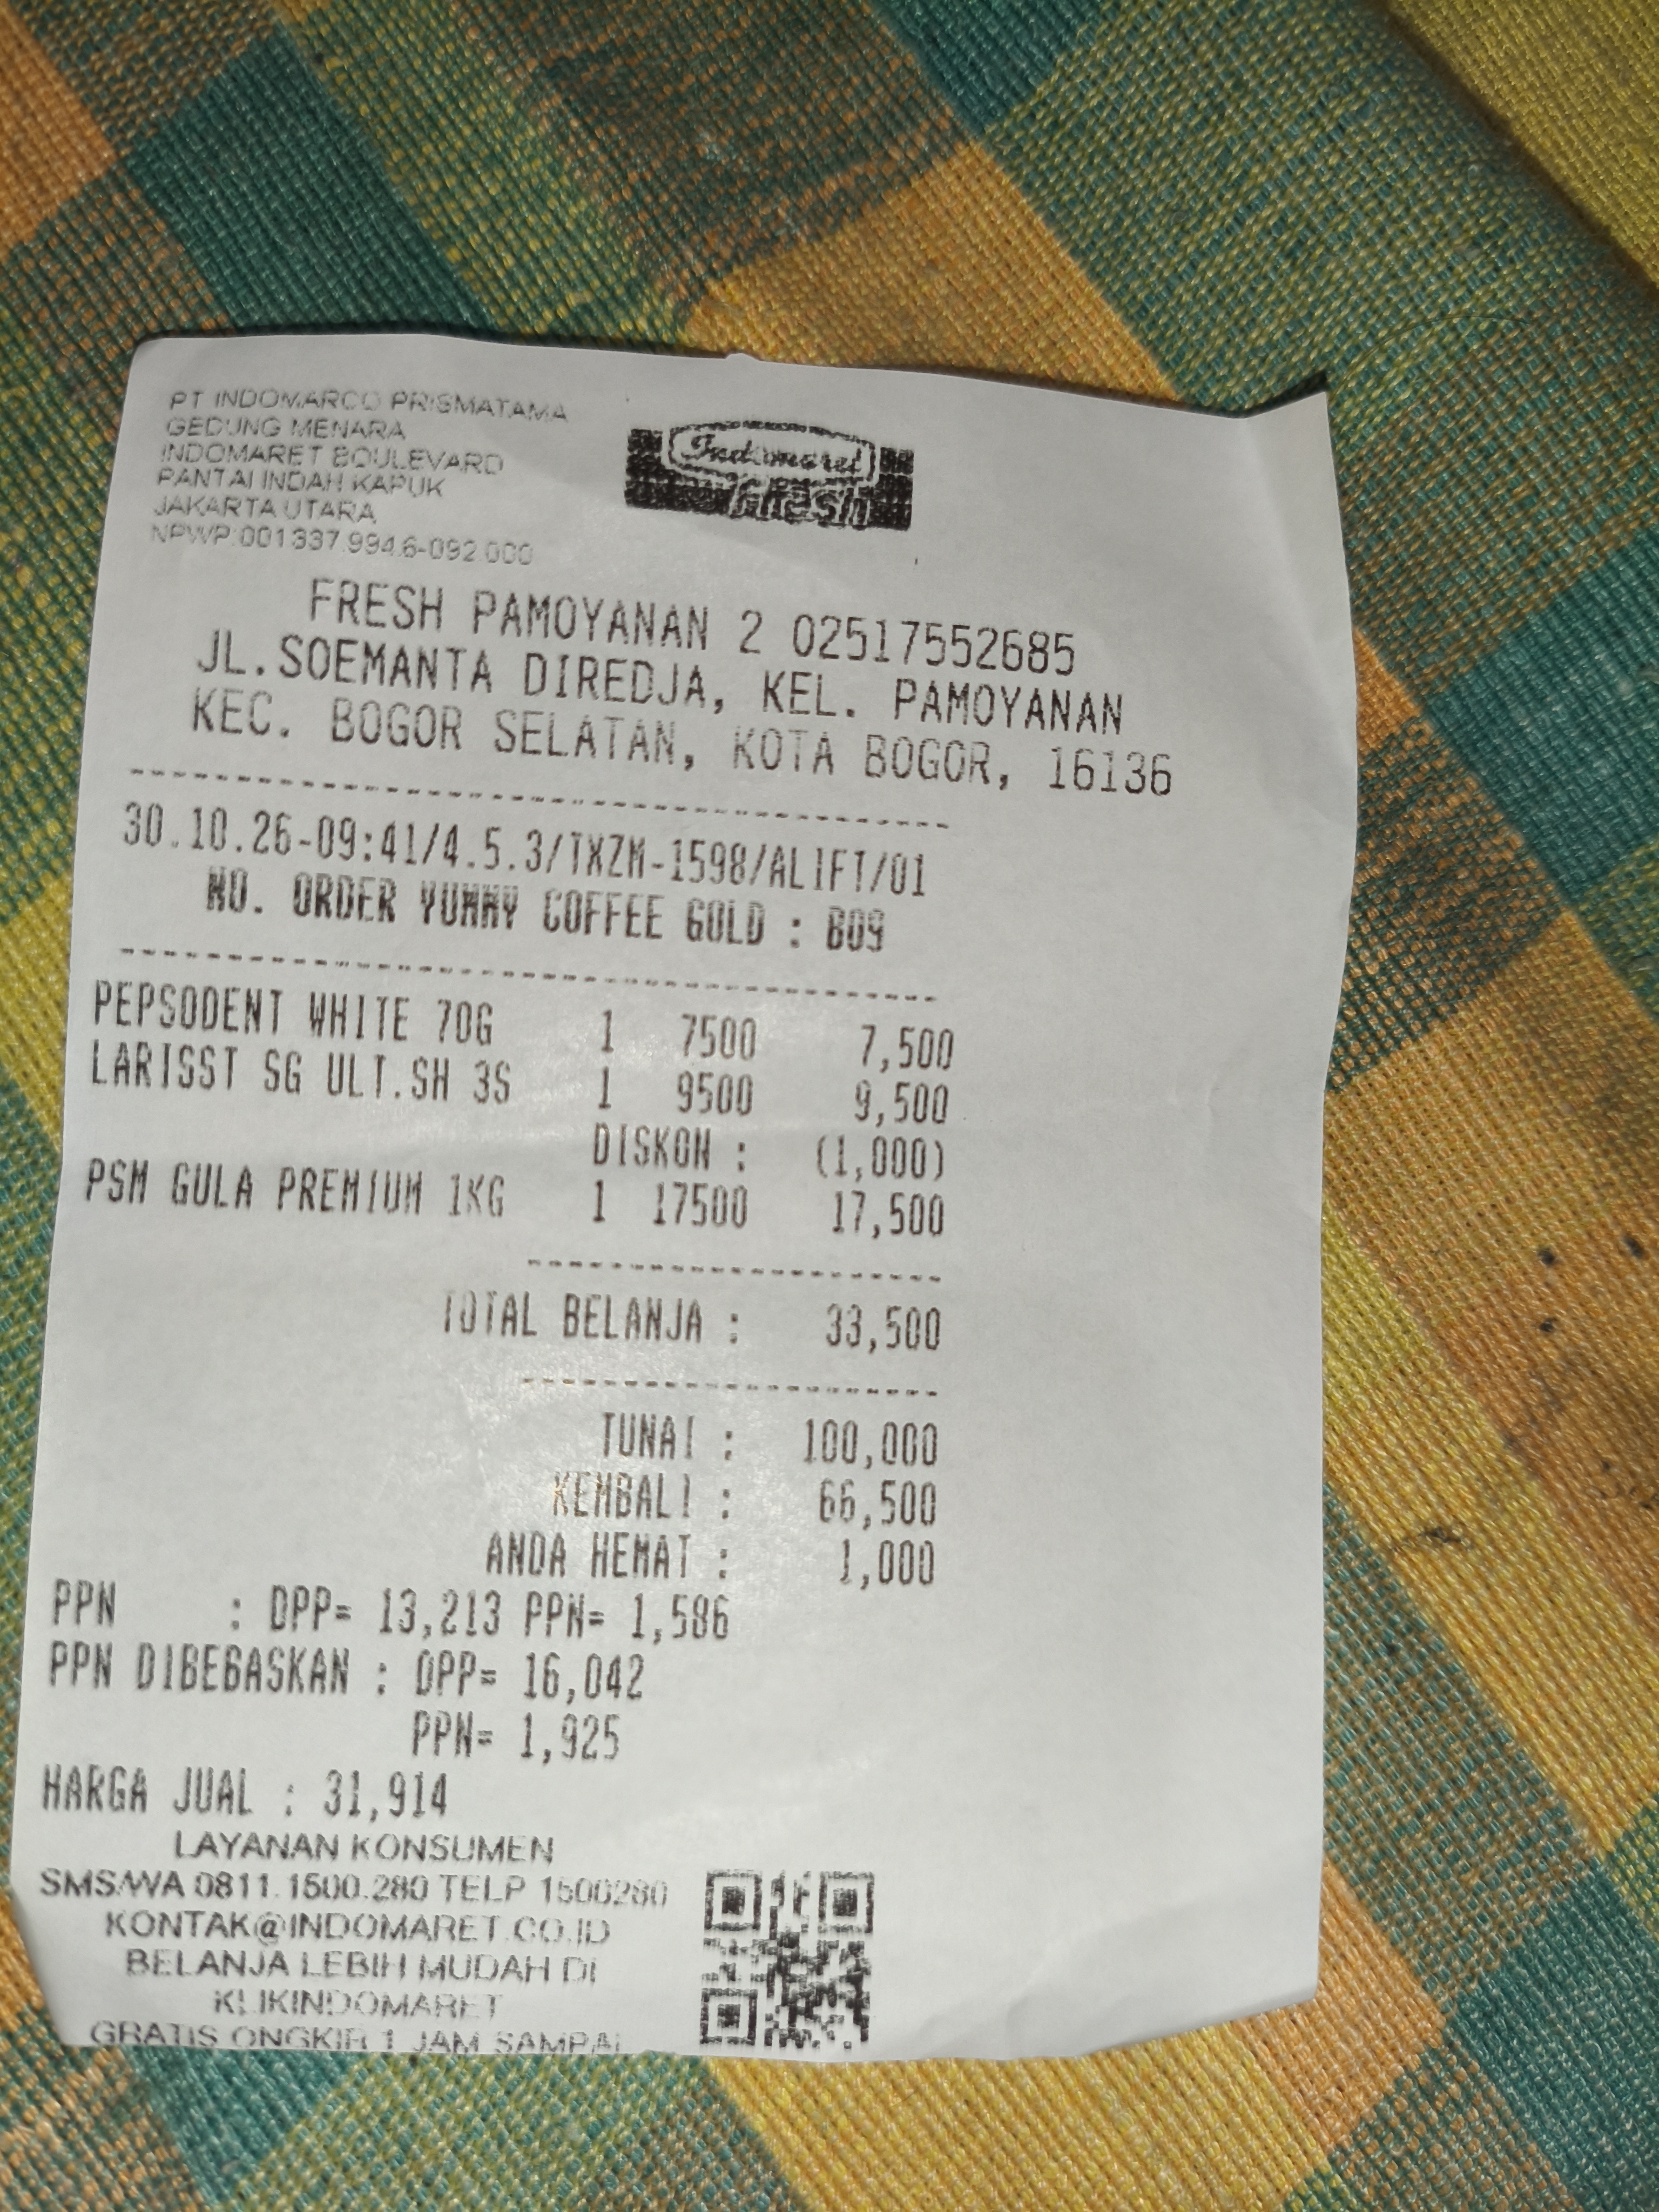 PT INDOMARCO PRISMATAMA
GEDUNG MENARA
INDOMARET BOULEVARD
PANTAI INDAH KAPUK
JAKARTA UTARA
NPWP:001337.994.6-092.000
Indomaret
fresh
FRESH PAMOYANAN 2 02517552685
JL.SOEMANTA DIREDJA, KEL. PAMOYANAN
KEC. BOGOR SELATAN, KOTA BOGOR, 16136
30.10.26-09:41/4.5.3/TXZM-1598/ALIFT/01
NO. ORDER YUMMY COFFEE GOLD : B09
PEPSODENT WHITE 70G 1 7500 7,500
LARISST SG ULT.SH 3S 1 9500 9,500
DISKON : (1,000)
PSM GULA PREMIUM 1KG 1 17500 17,500
TOTAL BELANJA : 33,500
TUNAI : 100,000
KEMBALI : 66,500
ANDA HEMAT : 1,000
PPN : DPP= 13,213 PPN= 1,586
PPN DIBEBASKAN : DPP= 16,042
PPN= 1,925
HARGA JUAL : 31,914
LAYANAN KONSUMEN
SMS/WA 0811.1500.280 TELP 1500280
KONTAK@INDOMARET.CO.ID
BELANJA LEBIH MUDAH DI
KLIKINDOMARET
GRATIS ONGKIR 1 JAM SAMPAI